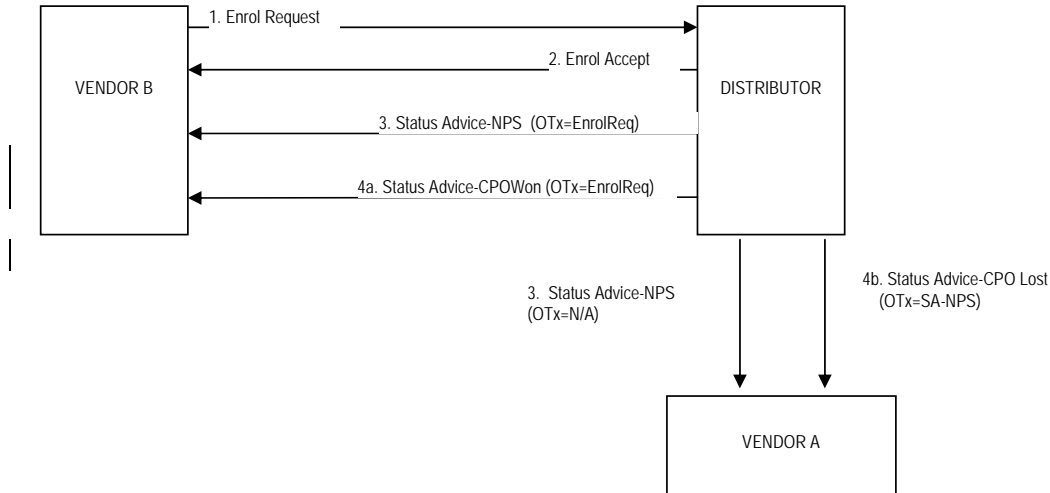 1. Enrol Request
2. Enrol Accept
VENDOR B
DISTRIBUTOR
3. Status Advice-NPS (OTx=EnrolReq)
4a. Status Advice-CPOWon (OTx=EnrolReq)
3. Status Advice-NPS
(OTx=N/A)
4b. Status Advice-CPO Lost
(OTx=SA-NPS)
VENDOR A